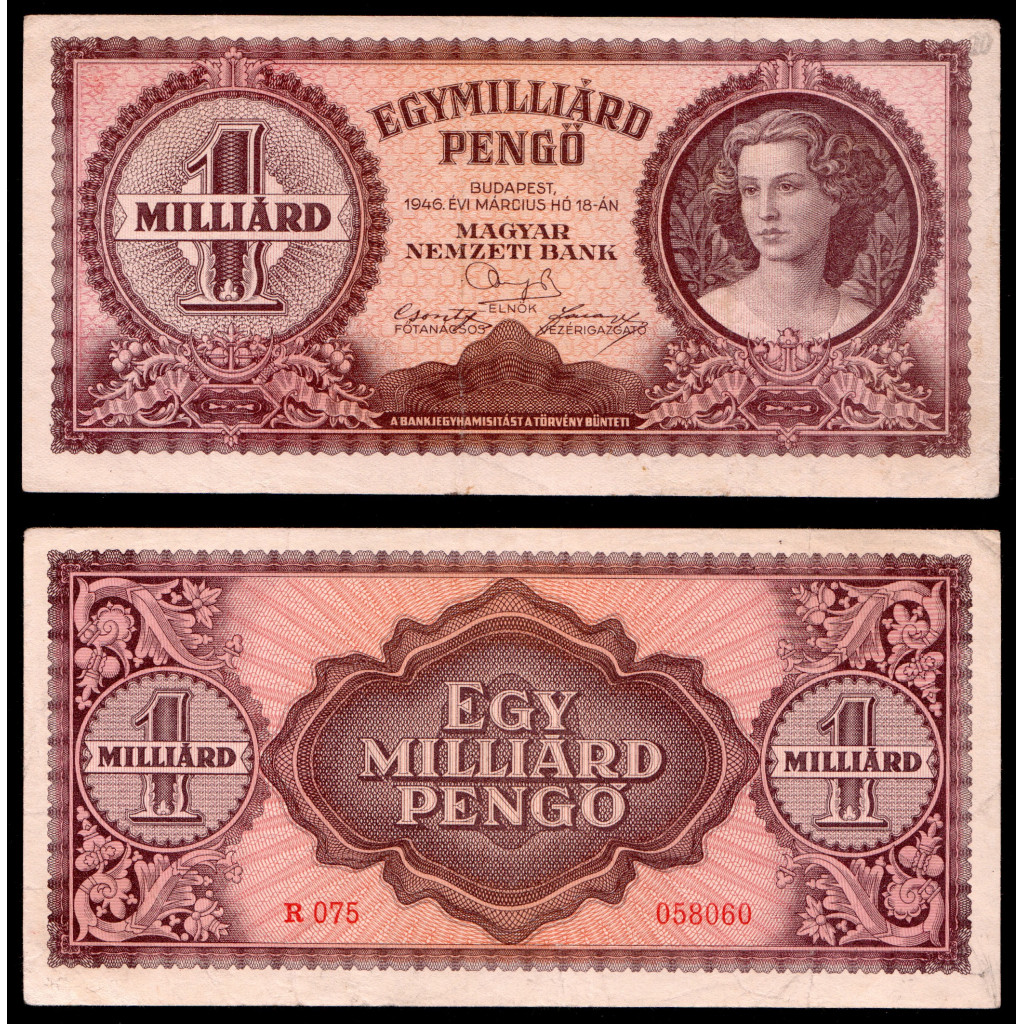 EGYMILLIÁRD
PENGŐ
1
MILLIÁRD
BUDAPEST,
1946. ÉVI MÁRCIUS HÓ 18-ÁN
MAGYAR
NEMZETI BANK
ELNÖK
FŐTANÁCSOS VEZÉRIGAZGATÓ
A BANKJEGYHAMISITÁST A TÖRVÉNY BÜNTETI
EGY
MILLIÁRD
PENGŐ
1
MILLIÁRD
1
MILLIÁRD
R 075
058060